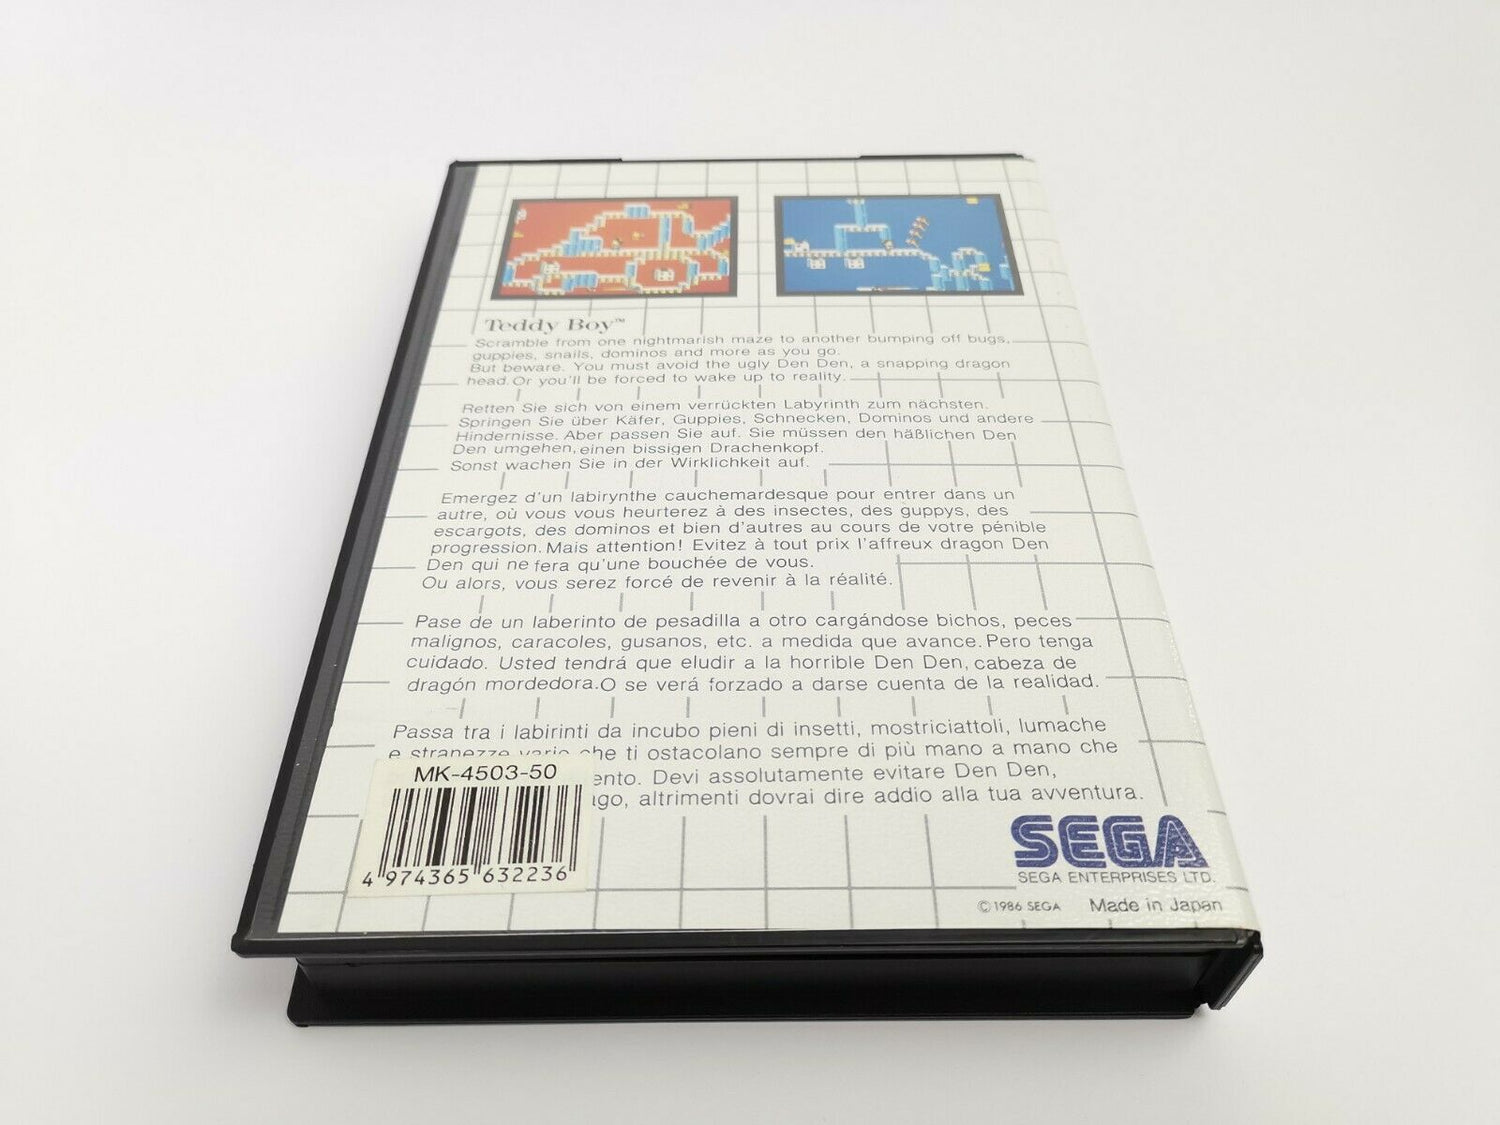 Teddy Boy™
Scramble from one nightmarish maze to another bumping off bugs,
guppies, snails, dominos and more as you go.
But beware. You must avoid the ugly Den Den, a snapping dragon
head. Or you'll be forced to wake up to reality.
Retten Sie sich von einem verrückten Labyrinth zum nächsten.
Springen Sie über Käfer, Guppies, Schnecken, Dominos und andere
Hindernisse. Aber passen Sie auf. Sie müssen den häßlichen Den
Den umgehen, einen bissigen Drachenkopf.
Sonst wachen Sie in der Wirklichkeit auf.
Emergez d'un labirynthe cauchemardesque pour entrer dans un
autre, où vous vous heurterez à des insectes, des guppys, des
escargots, des dominos et bien d'autres au cours de votre pénible
progression. Mais attention! Evitez à tout prix l'affreux dragon Den
Den qui ne fera qu'une bouchée de vous.
Ou alors, vous serez forcé de revenir à la réalité.
Pase de un laberinto de pesadilla a otro cargándose bichos, peces
malignos, caracoles, gusanos, etc. a medida que avance. Pero tenga
cuidado. Usted tendrá que eludir a la horrible Den Den, cabeza de
dragón mordedora. O se verá forzado a darse cuenta de la realidad.
Passa tra i labirinti da incubo pieni di insetti, mostriciattoli, lumache
e stranezze varie che ti ostacolano sempre di più mano a mano che
ento. Devi assolutamente evitare Den Den,
ago, altrimenti dovrai dire addio alla tua avventura.
MK-4503-50
4 974365 632236
SEGA
SEGA ENTERPRISES LTD.
© 1986 SEGA Made in Japan